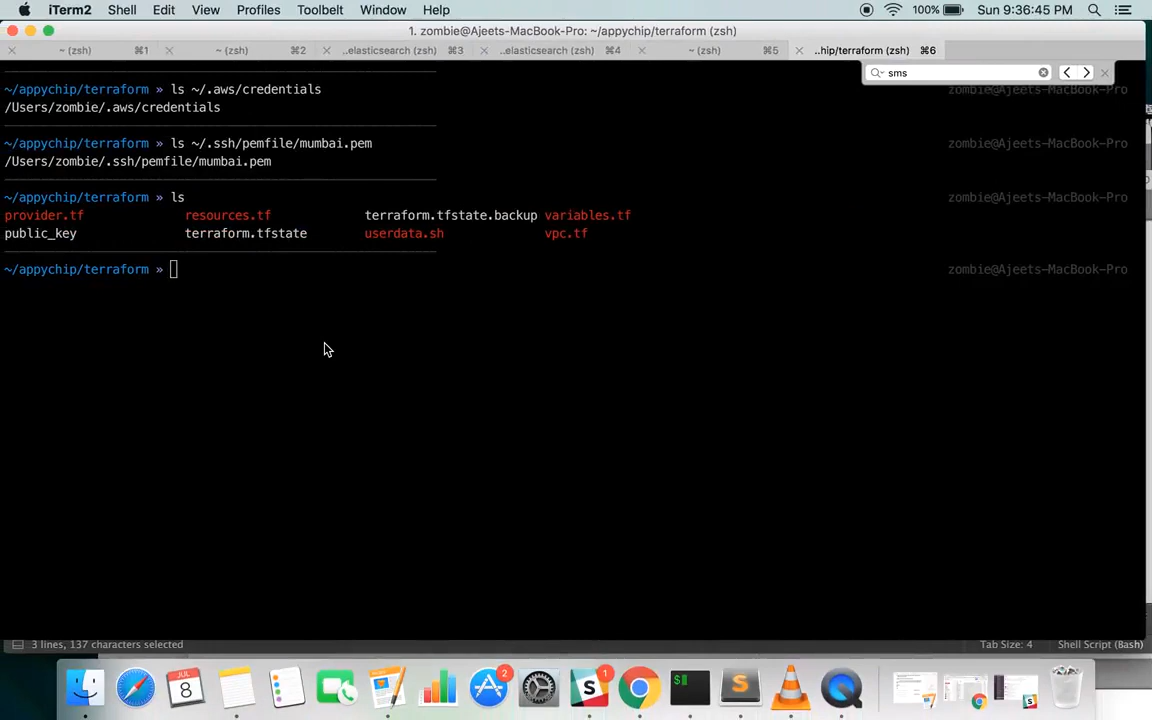 iTerm2 Shell Edit View Profiles Toolbelt Window Help 100% Sun 9:36:45 PM
1. zombie@Ajeets-MacBook-Pro: ~/appychip/terraform (zsh)
~ (zsh) ⌘1 ~ (zsh) ⌘2 ..elasticsearch (zsh) ⌘3 ..elasticsearch (zsh) ⌘4 ~ (zsh) ⌘5 ..hip/terraform (zsh) ⌘6
sms
~/appychip/terraform » ls ~/.aws/credentials zombie@Ajeets-MacBook-Pro
/Users/zombie/.aws/credentials
~/appychip/terraform » ls ~/.ssh/pemfile/mumbai.pem zombie@Ajeets-MacBook-Pro
/Users/zombie/.ssh/pemfile/mumbai.pem
~/appychip/terraform » ls zombie@Ajeets-MacBook-Pro
provider.tf resources.tf terraform.tfstate.backup variables.tf
public_key terraform.tfstate userdata.sh vpc.tf
~/appychip/terraform » zombie@Ajeets-MacBook-Pro
3 lines, 137 characters selected Tab Size: 4 Shell Script (Bash)
JUL
8
2
S
1
$
S